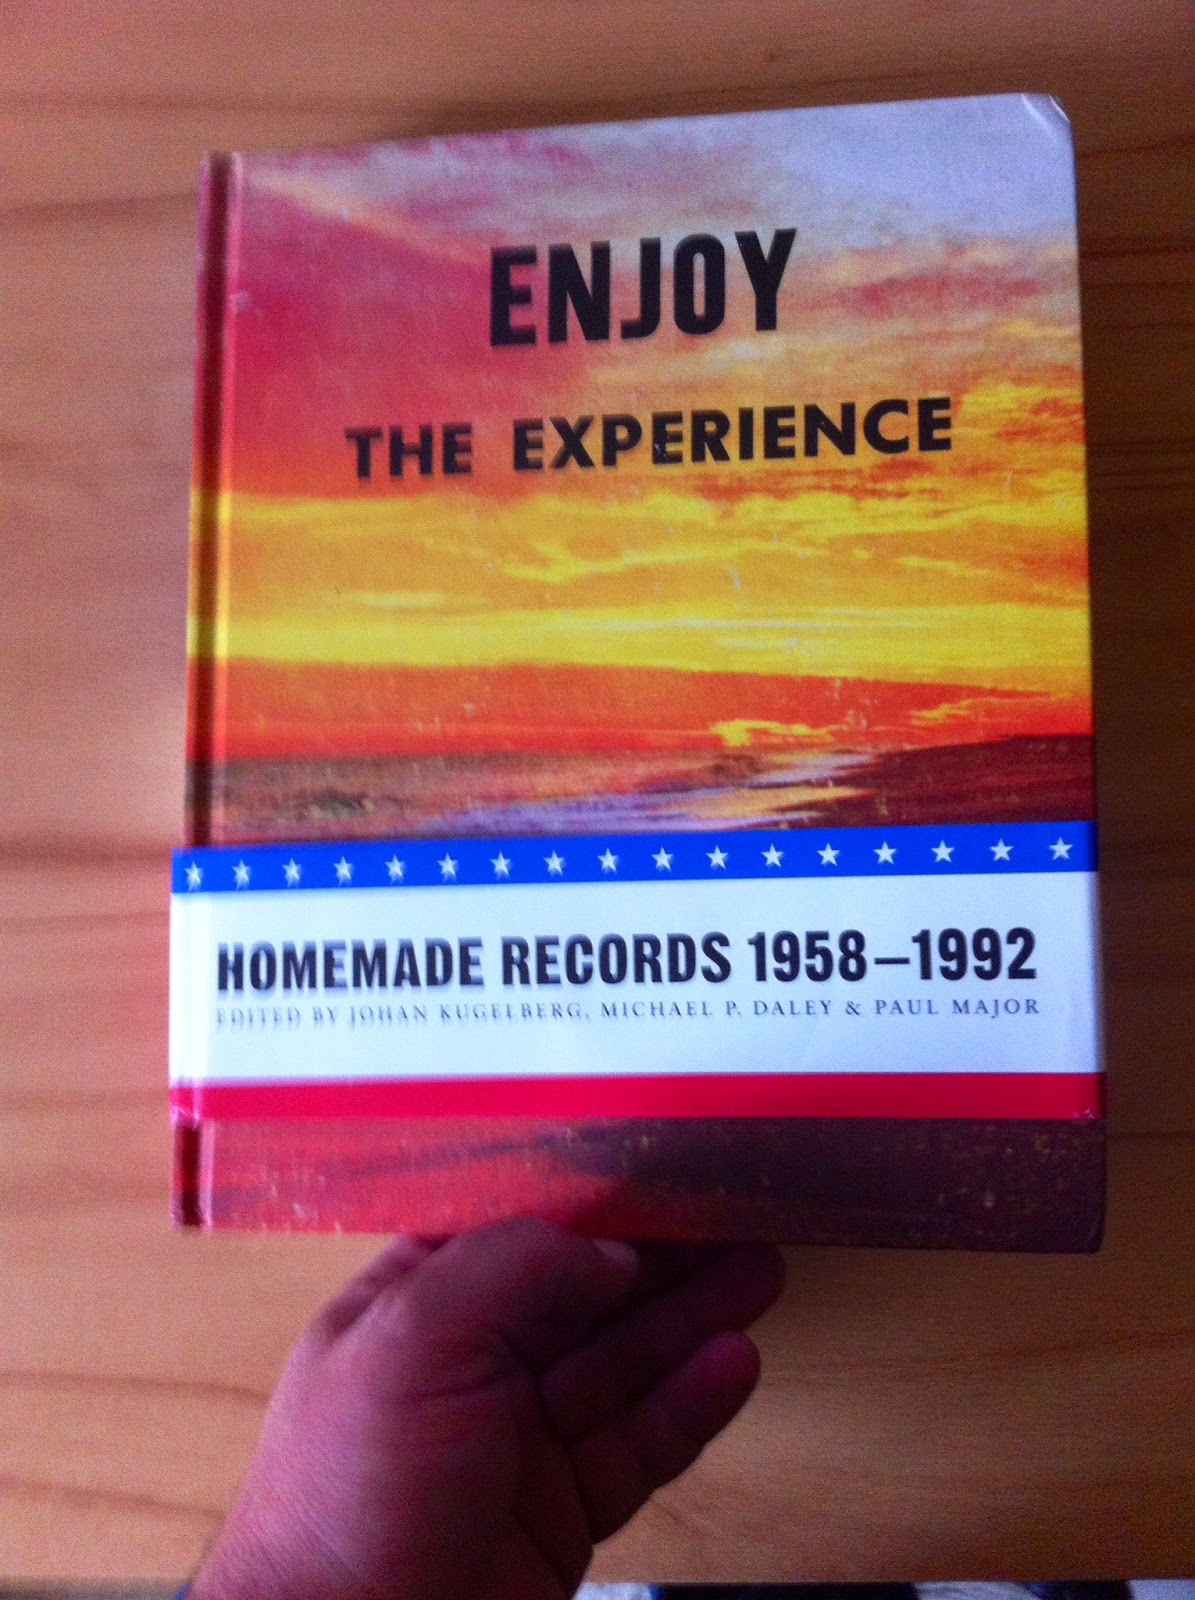 ENJOY
THE EXPERIENCE
HOMEMADE RECORDS 1958–1992
EDITED BY JOHAN KUGELBERG, MICHAEL P. DALEY & PAUL MAJOR